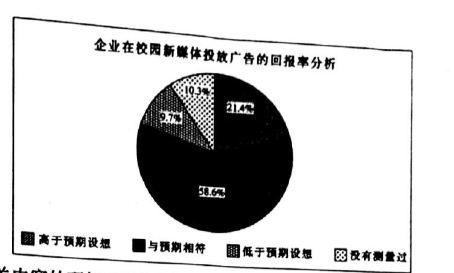 企业在校园新媒体投放广告的回报率分析
10.3%
21.4%
9.7%
58.6%
高于预期设想 与预期相符 低于预期设想 没有测量过